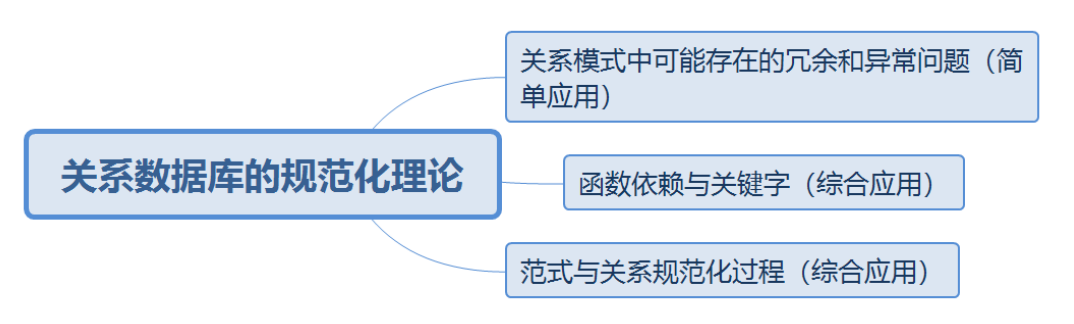 关系模式中可能存在的冗余和异常问题（简
单应用）
关系数据库的规范化理论
函数依赖与关键字（综合应用）
范式与关系规范化过程（综合应用）